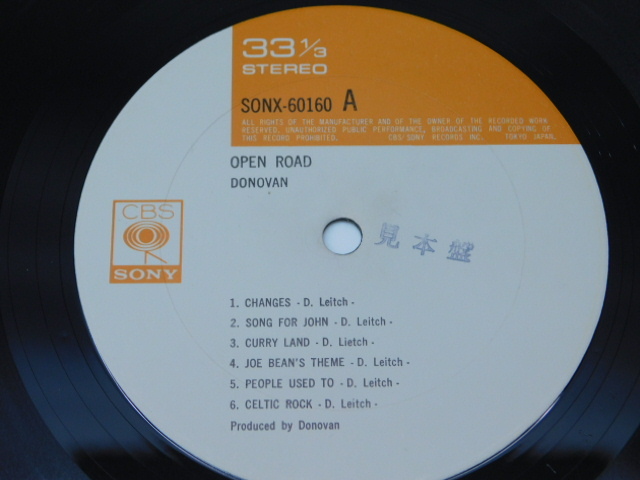 33 1/3
STEREO
SONX-60160 A
ALL RIGHTS OF THE MANUFACTURER AND OF THE OWNER OF THE RECORDED WORK
RESERVED. UNAUTHORIZED PUBLIC PERFORMANCE, BROADCASTING AND COPYING OF
THIS RECORD PROHIBITED. CBS/SONY RECORDS INC. TOKYO JAPAN.
OPEN ROAD
DONOVAN
CBS
SONY
見本盤
1. CHANGES - D. Leitch -
2. SONG FOR JOHN - D. Leitch -
3. CURRY LAND - D. Lietch -
4. JOE BEAN'S THEME - D. Leitch -
5. PEOPLE USED TO - D. Leitch -
6. CELTIC ROCK - D. Leitch -
Produced by Donovan